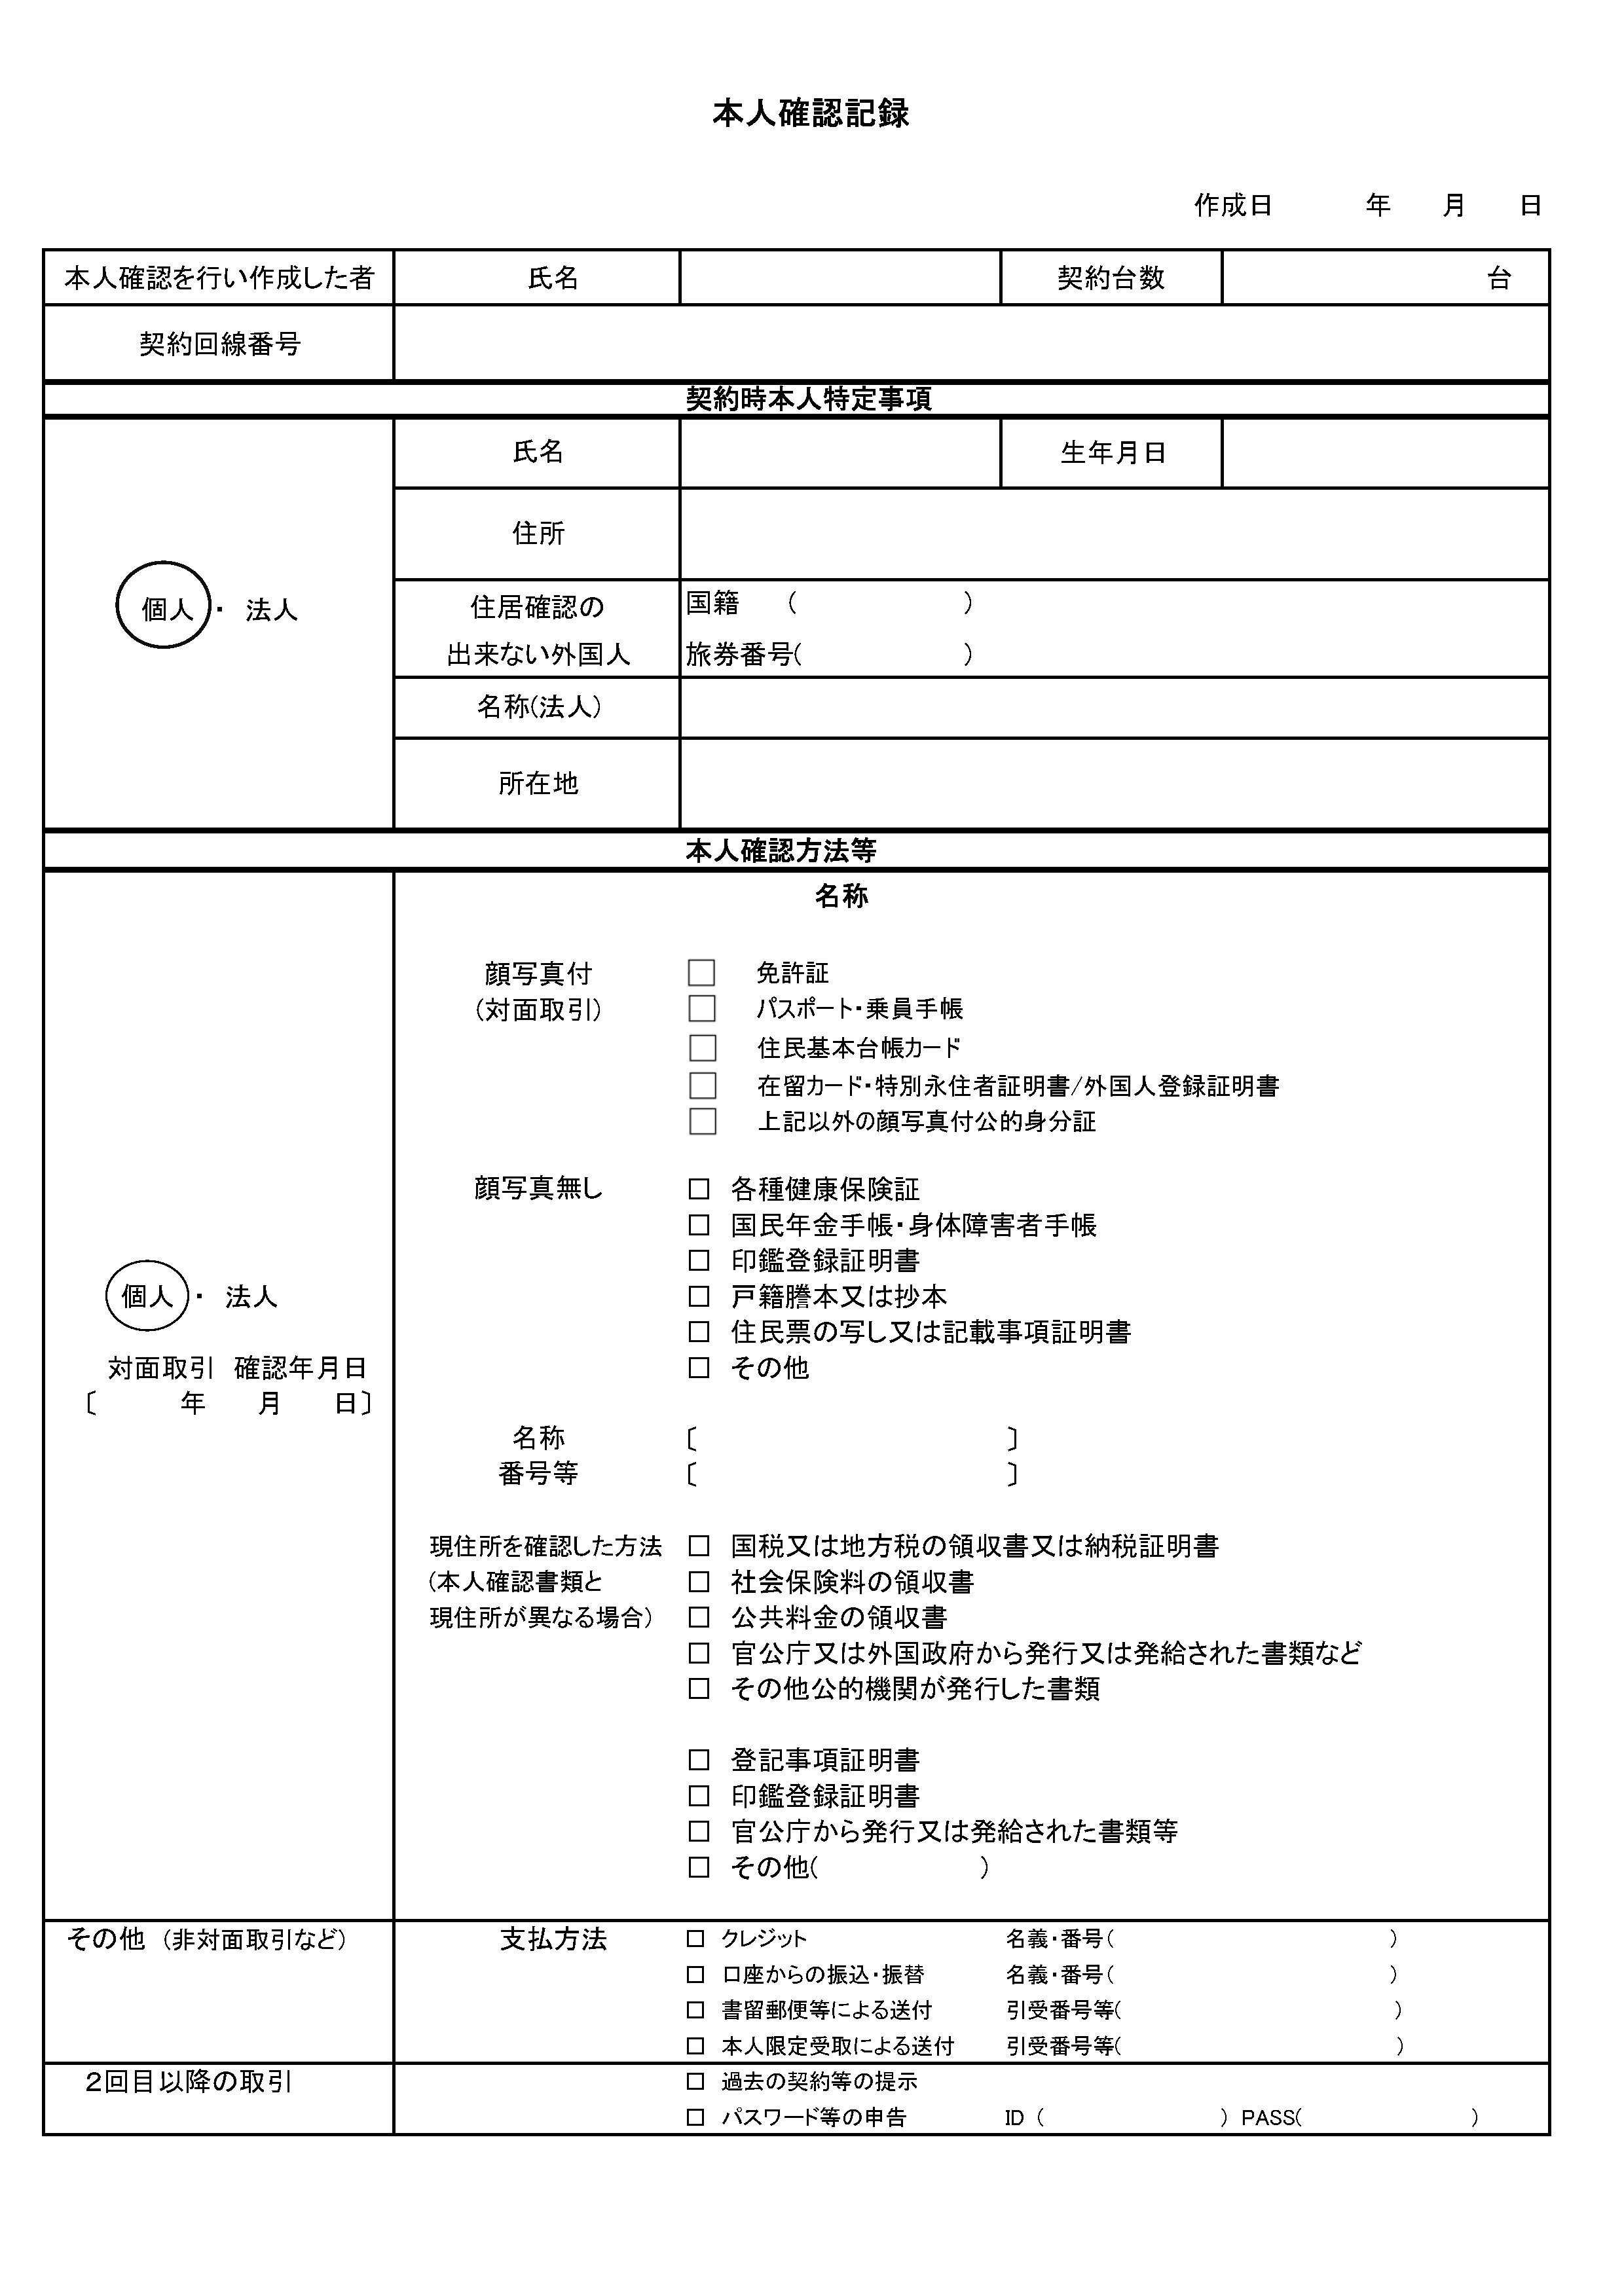 本人確認記録
作成日 年 月 日
本人確認を行い作成した者 氏名 契約台数 台
契約回線番号
契約時本人特定事項
個人 ・ 法人
氏名 生年月日
住所
住居確認の 国籍 ( )
出来ない外国人 旅券番号( )
名称(法人)
所在地
本人確認方法等
名称
顔写真付 □ 免許証
(対面取引) □ パスポート・乗員手帳
□ 住民基本台帳カード
□ 在留カード・特別永住者証明書/外国人登録証明書
□ 上記以外の顔写真付公的身分証
顔写真無し □ 各種健康保険証
□ 国民年金手帳・身体障害者手帳
□ 印鑑登録証明書
□ 戸籍謄本又は抄本
□ 住民票の写し又は記載事項証明書
□ その他
個人 ・ 法人
対面取引 確認年月日
〔 年 月 日〕
名称 〔 〕
番号等 〔 〕
現住所を確認した方法 □ 国税又は地方税の領収書又は納税証明書
(本人確認書類と □ 社会保険料の領収書
現住所が異なる場合) □ 公共料金の領収書
□ 官公庁又は外国政府から発行又は発給された書類など
□ その他公的機関が発行した書類
□ 登記事項証明書
□ 印鑑登録証明書
□ 官公庁から発行又は発給された書類等
□ その他( )
その他 (非対面取引など) 支払方法 □ クレジット 名義・番号( )
□ 口座からの振込・振替 名義・番号( )
□ 書留郵便等による送付 引受番号等( )
□ 本人限定受取による送付 引受番号等( )
2回目以降の取引 □ 過去の契約等の提示
□ パスワード等の申告 ID ( ) PASS( )